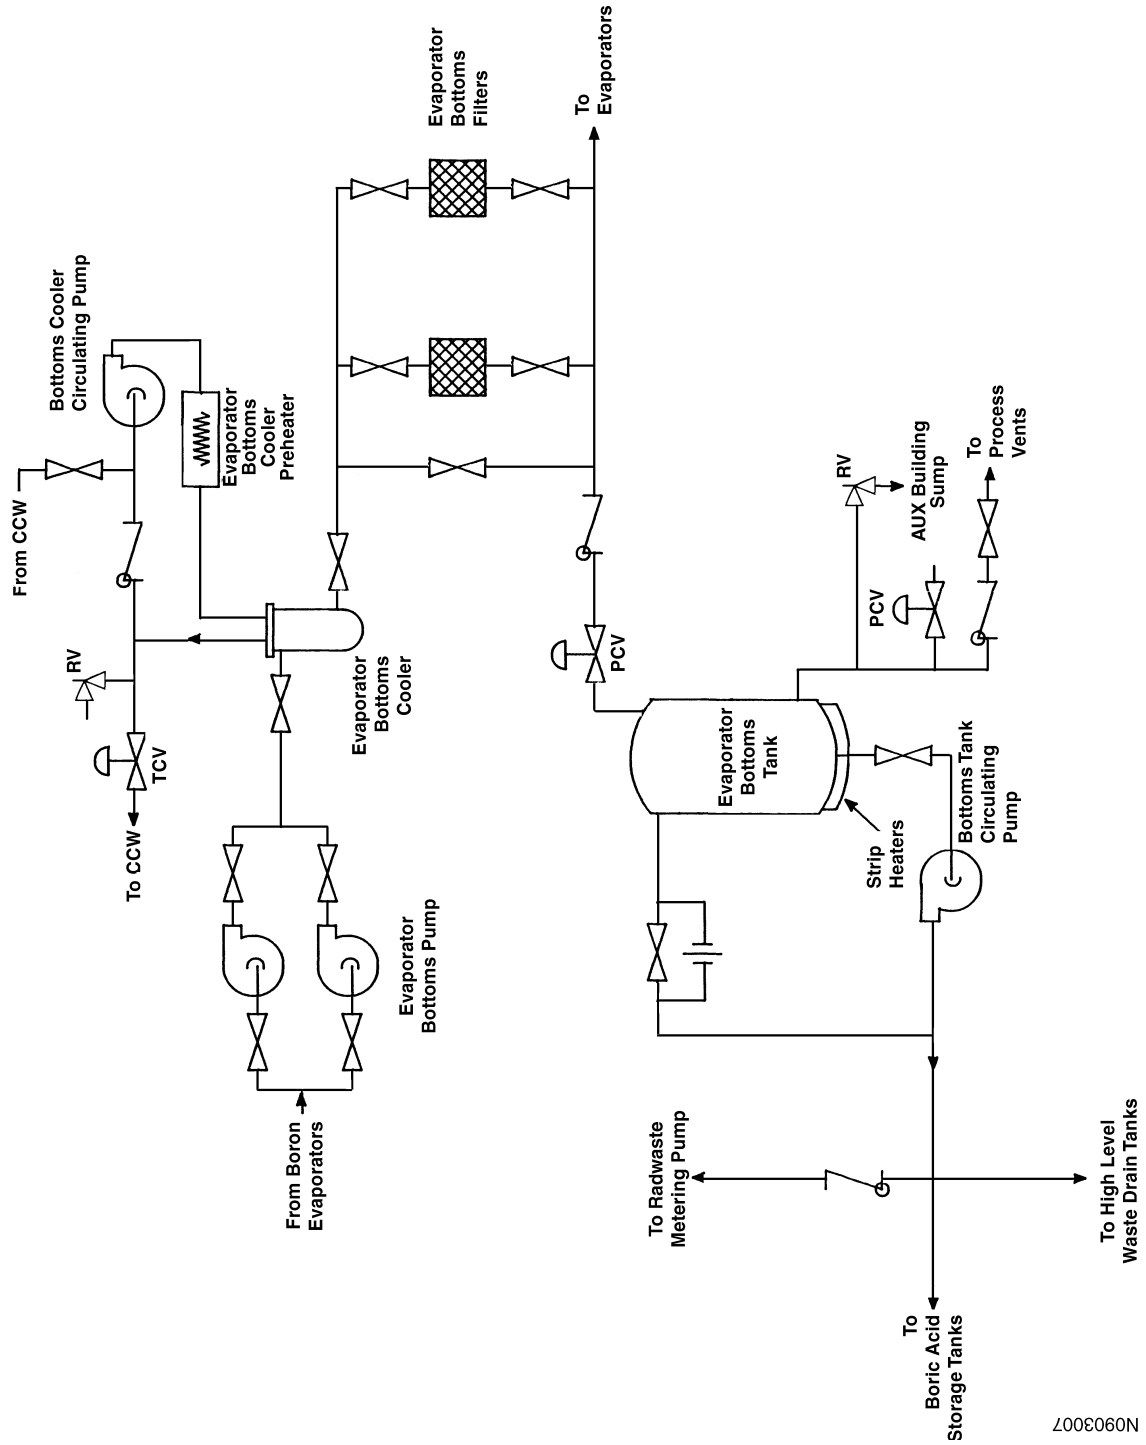 From Boron
Evaporators
Evaporator
Bottoms Pump
To CCW
TCV
RV
From CCW
Bottoms Cooler
Circulating Pump
Evaporator
Bottoms
Cooler
Preheater
Evaporator
Bottoms
Cooler
Evaporator
Bottoms
Filters
To
Evaporators
PCV
Evaporator
Bottoms
Tank
Strip
Heaters
Bottoms Tank
Circulating
Pump
RV
AUX Building
Sump
PCV
To
Process
Vents
To Radwaste
Metering Pump
To High Level
Waste Drain Tanks
To
Boric Acid
Storage Tanks
N0903007